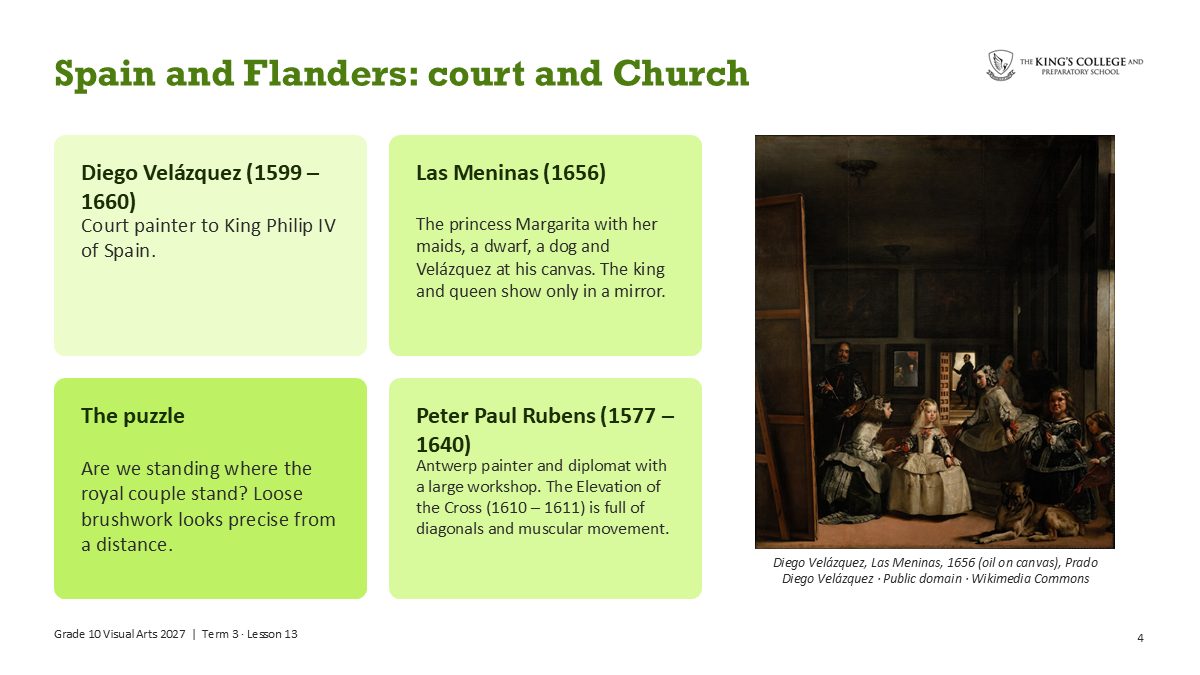 Spain and Flanders: court and Church
THE KING'S COLLEGE AND
PREPARATORY SCHOOL
Diego Velázquez (1599 –
1660)
Court painter to King Philip IV
of Spain.
Las Meninas (1656)
The princess Margarita with her
maids, a dwarf, a dog and
Velázquez at his canvas. The king
and queen show only in a mirror.
The puzzle
Are we standing where the
royal couple stand? Loose
brushwork looks precise from
a distance.
Peter Paul Rubens (1577 –
1640)
Antwerp painter and diplomat with
a large workshop. The Elevation of
the Cross (1610 – 1611) is full of
diagonals and muscular movement.
Diego Velázquez, Las Meninas, 1656 (oil on canvas), Prado
Diego Velázquez · Public domain · Wikimedia Commons
Grade 10 Visual Arts 2027 | Term 3 · Lesson 13
4